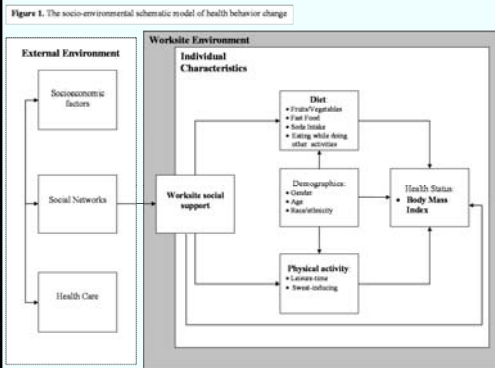 Figure 1. The socio-environmental schematic model of health behavior change
External Environment
Socioeconomic
factors
Social Networks
Health Care
Worksite Environment
Individual
Characteristics
Worksite social
support
Diet:
• Fruits/Vegetables
• Fast Food
• Soda Intake
• Eating while doing
other activities
Demographics:
• Gender
• Age
• Race/ethnicity
Physical activity
• Leisure-time
• Sweat-inducing
Health Status:
• Body Mass
Index